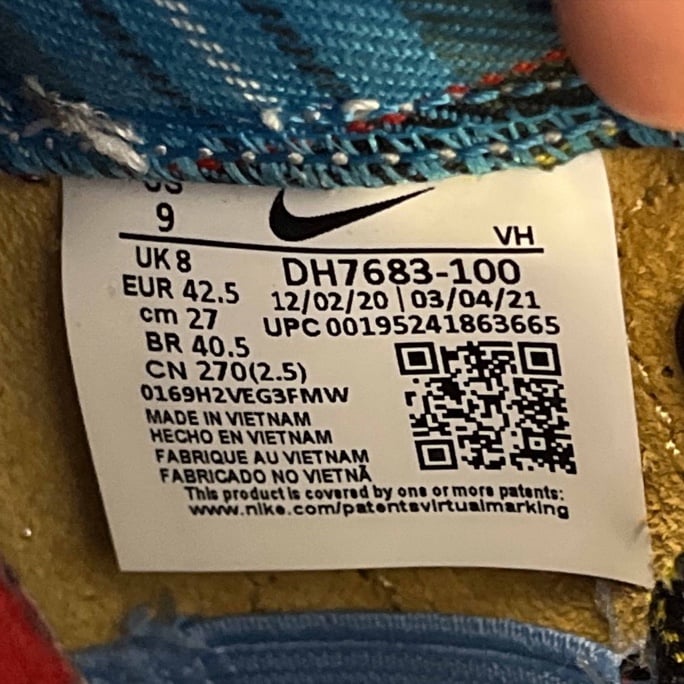 US
9
VH
UK 8
DH7683-100
EUR 42.5
12/02/20 | 03/04/21
cm 27
UPC 00195241863665
BR 40.5
CN 270(2.5)
0169H2VEG3FMW
MADE IN VIETNAM
HECHO EN VIETNAM
FABRIQUE AU VIETNAM
FABRICADO NO VIETNÃ
This product is covered by one or more patents:
www.nike.com/patentsvirtualmarking